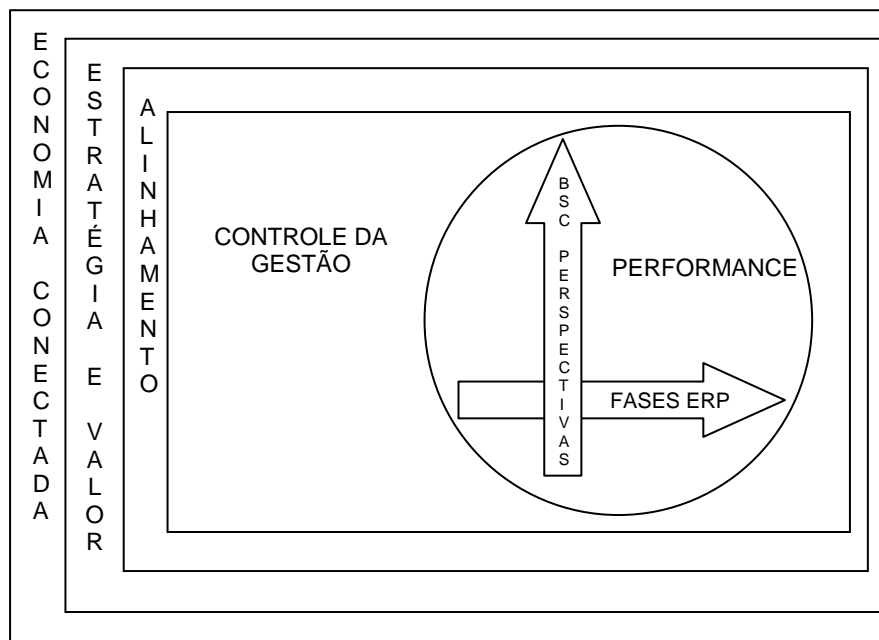 ECONOMIA CONECTADA
ESTRATÉGIA E VALOR
ALINHAMENTO
CONTROLE DA
GESTÃO
BSC PERSPECTIVAS
PERFORMANCE
FASES ERP